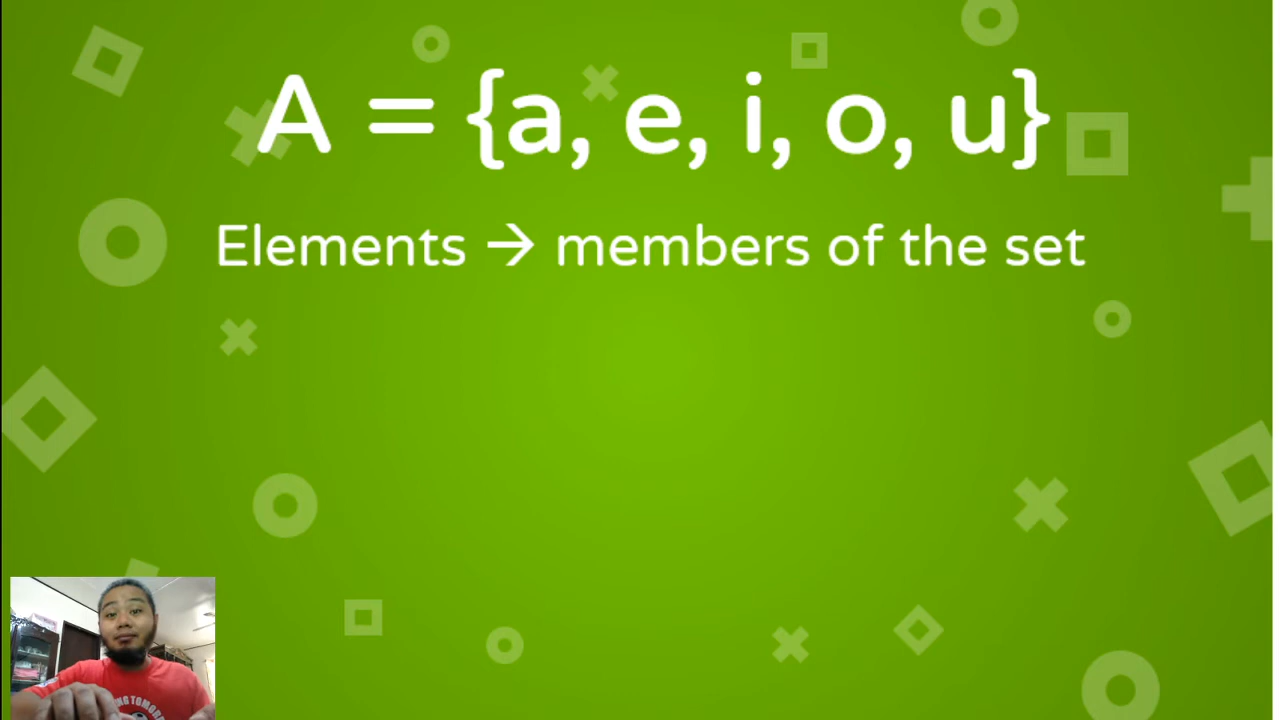 A = {a, e, i, o, u}
Elements → members of the set